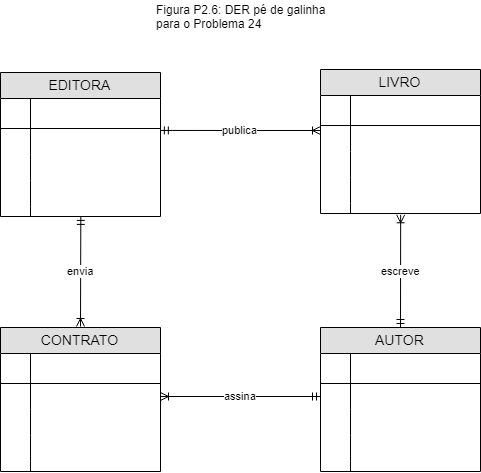 Figura P2.6: DER pé de galinha
para o Problema 24
EDITORA
LIVRO
publica
envia
escreve
CONTRATO
AUTOR
assina